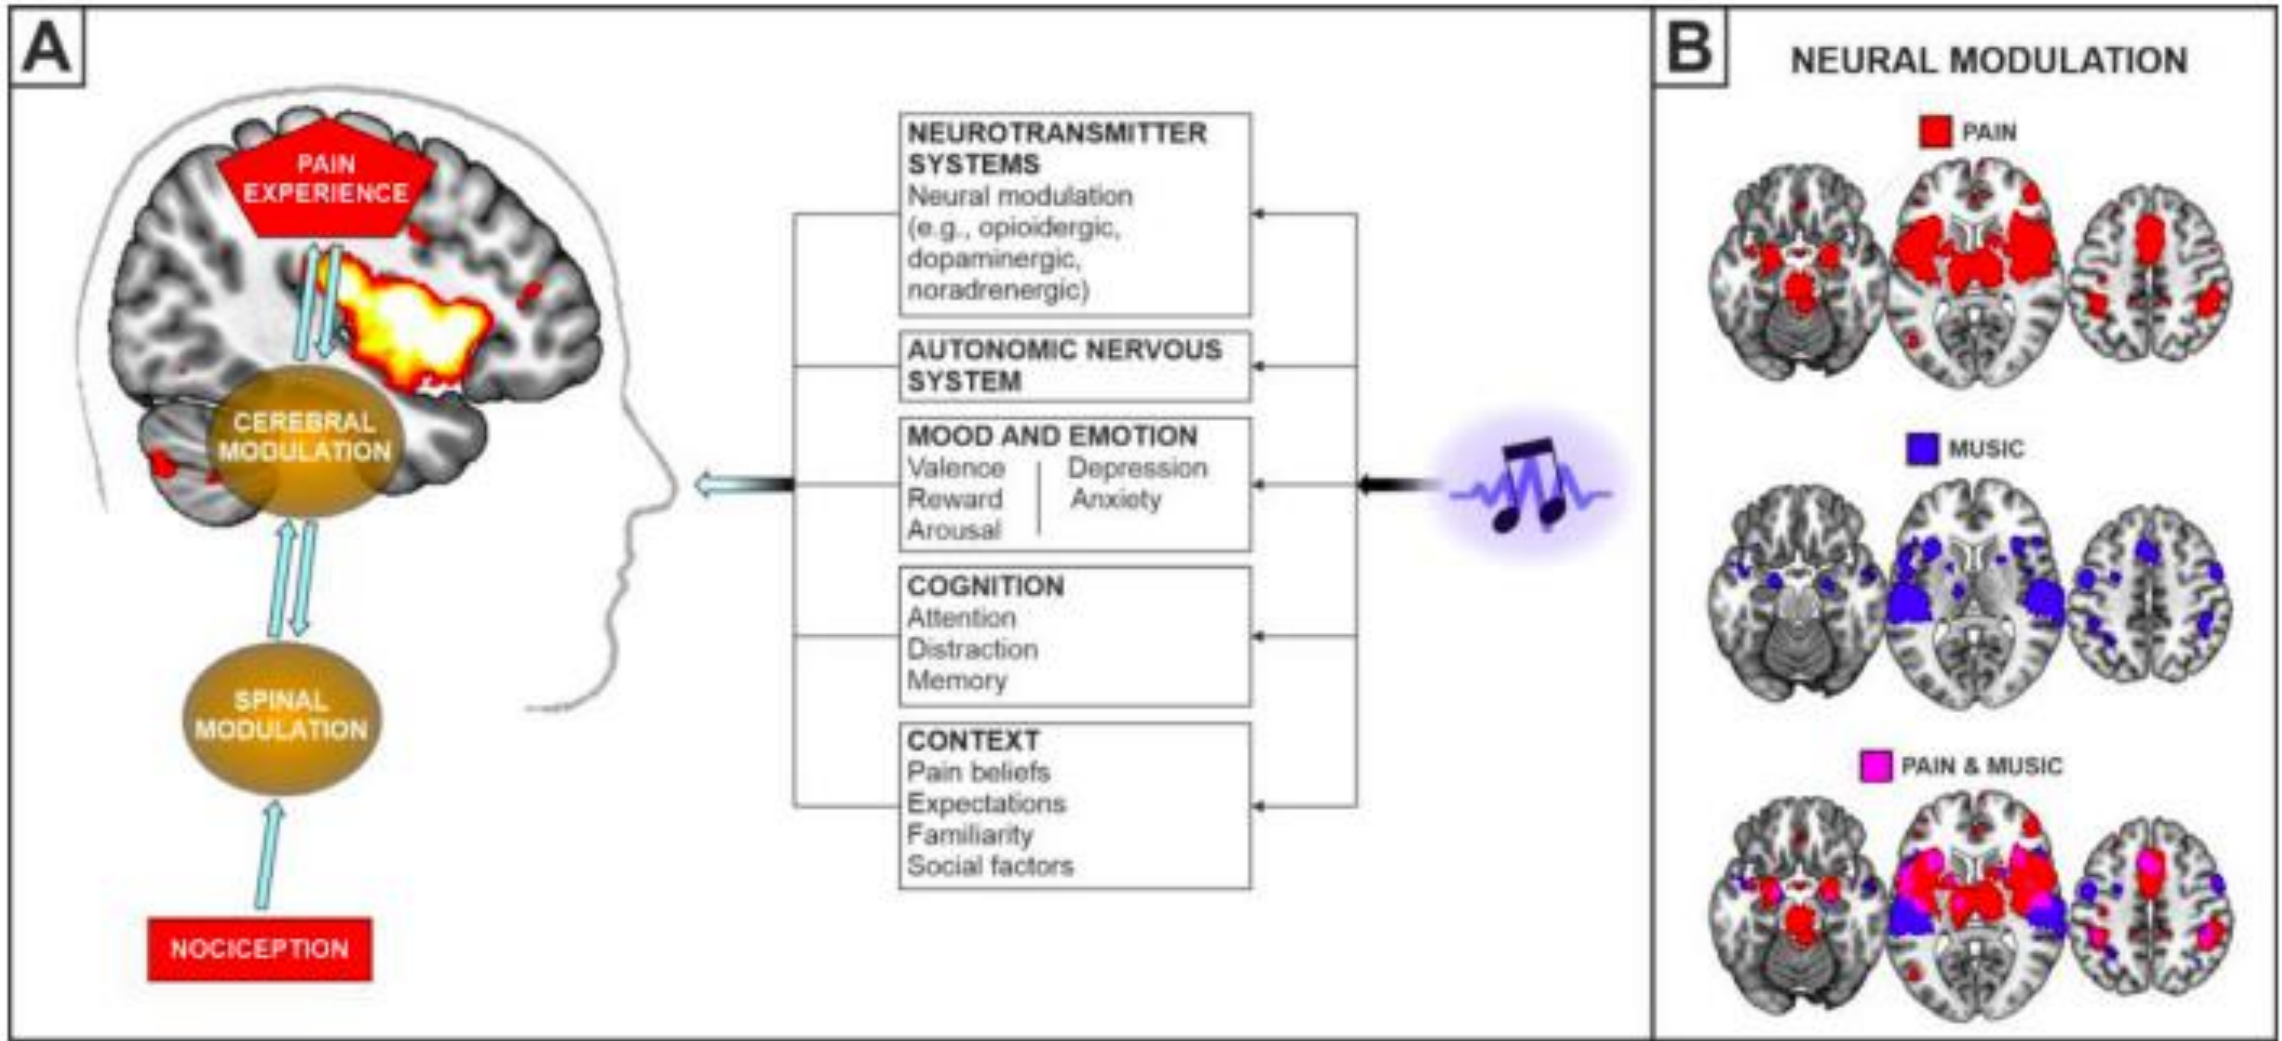 A
PAIN
EXPERIENCE
CEREBRAL
MODULATION
SPINAL
MODULATION
NOCICEPTION
NEUROTRANSMITTER
SYSTEMS
Neural modulation
(e.g., opioidergic,
dopaminergic,
noradrenergic)
AUTONOMIC NERVOUS
SYSTEM
MOOD AND EMOTION
Valence Depression
Reward Anxiety
Arousal
COGNITION
Attention
Distraction
Memory
CONTEXT
Pain beliefs
Expectations
Familiarity
Social factors
B
NEURAL MODULATION
PAIN
MUSIC
PAIN & MUSIC